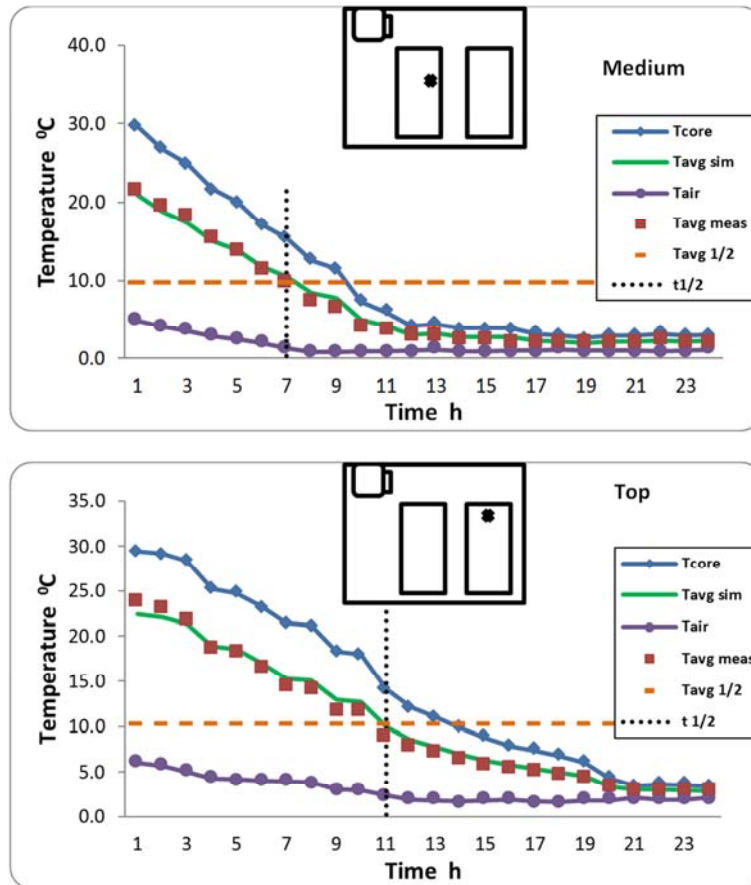 Medium
Temperature ⁰C
40.0
30.0
20.0
10.0
0.0
1 3 5 7 9 11 13 15 17 19 21 23
Time h
Tcore
Tavg sim
Tair
Tavg meas
Tavg 1/2
t1/2
Top
Temperature ⁰C
35.0
30.0
25.0
20.0
15.0
10.0
5.0
0.0
1 3 5 7 9 11 13 15 17 19 21 23
Time h
Tcore
Tavg sim
Tair
Tavg meas
Tavg 1/2
t 1/2